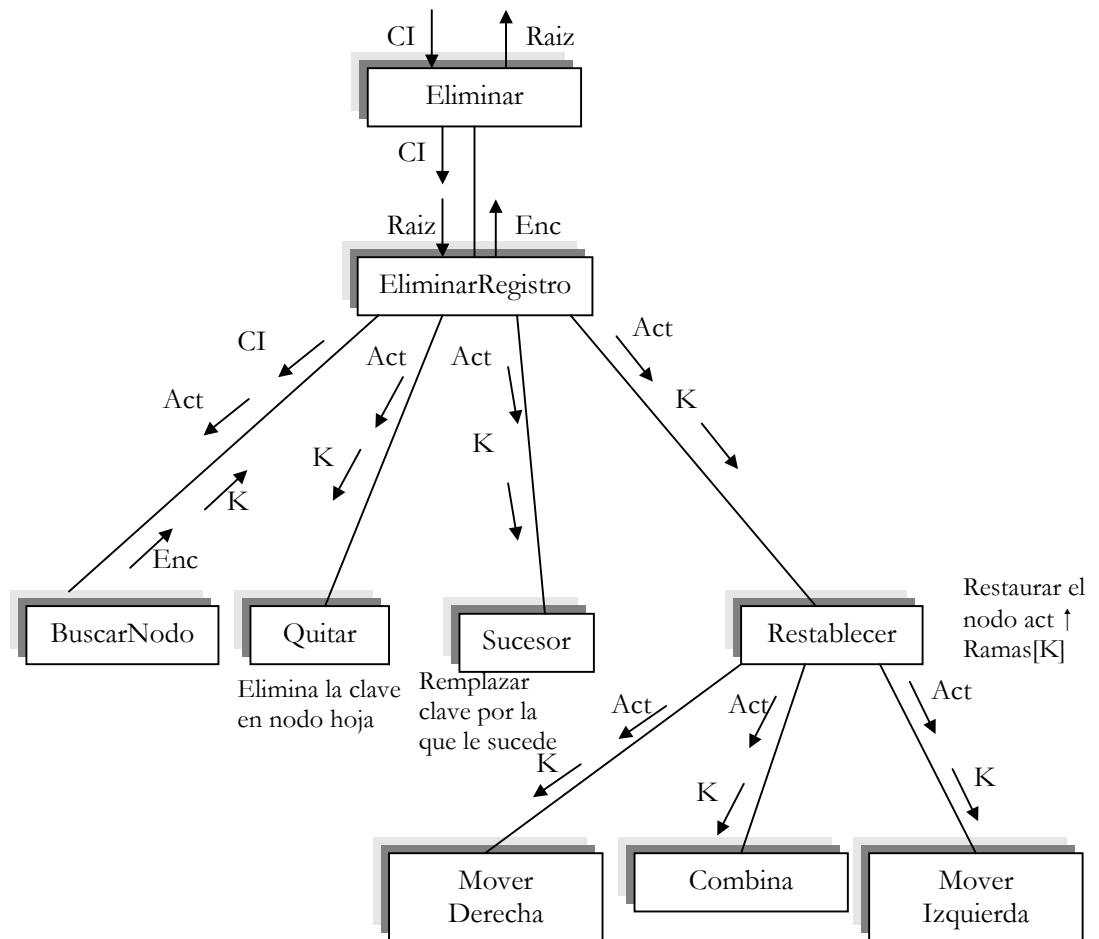 CI
Raiz
Eliminar
CI
Raiz
Enc
EliminarRegistro
CI
Act
Act
Act
Act
K
K
K
K
Enc
BuscarNodo
Quitar
Sucesor
Restablecer
Restaurar el
nodo act ↑
Ramas[K]
Elimina la clave
en nodo hoja
Remplazar
clave por la
que le sucede
Act
Act
Act
K
K
K
Mover
Derecha
Combina
Mover
Izquierda